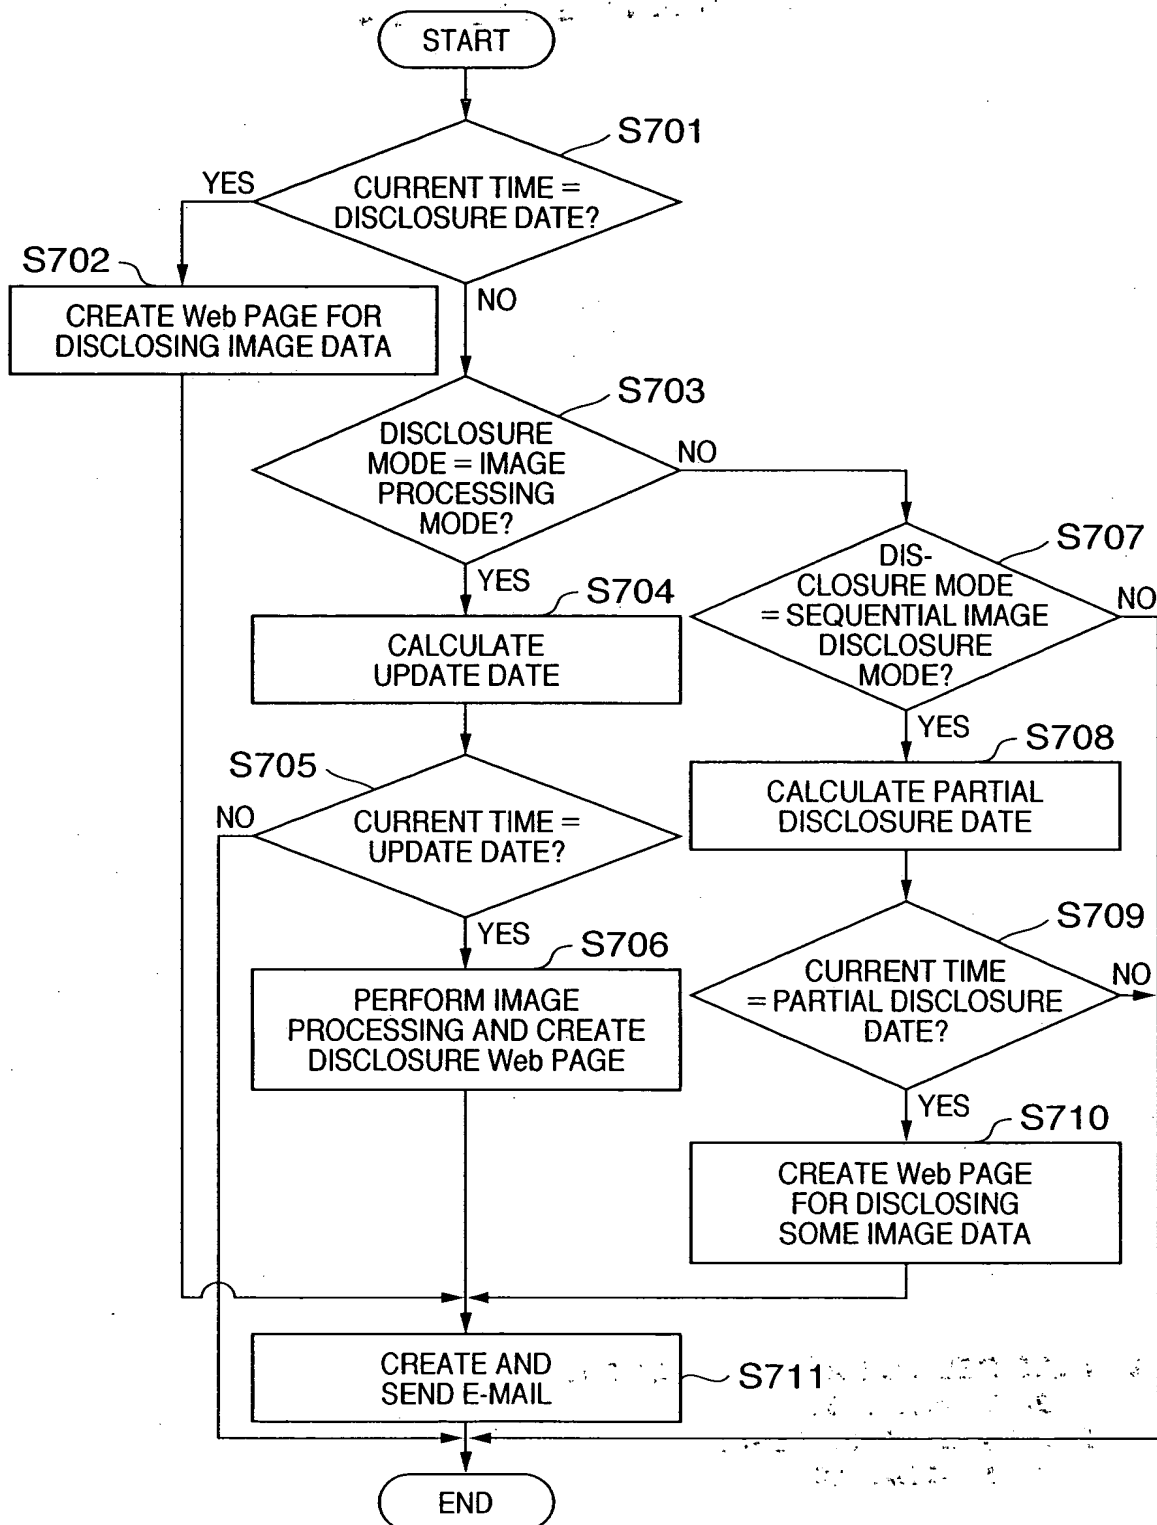 START
S701
YES
CURRENT TIME =
DISCLOSURE DATE?
S702
NO
CREATE Web PAGE FOR
DISCLOSING IMAGE DATA
S703
DISCLOSURE
MODE = IMAGE
PROCESSING
MODE?
NO
S707
YES
DIS-
CLOSURE MODE
= SEQUENTIAL IMAGE
DISCLOSURE
MODE?
NO
S704
CALCULATE
UPDATE DATE
YES
S708
S705
CALCULATE PARTIAL
DISCLOSURE DATE
NO
CURRENT TIME =
UPDATE DATE?
S709
YES
S706
CURRENT TIME
= PARTIAL DISCLOSURE
DATE?
NO
PERFORM IMAGE
PROCESSING AND CREATE
DISCLOSURE Web PAGE
YES
S710
CREATE Web PAGE
FOR DISCLOSING
SOME IMAGE DATA
CREATE AND
SEND E-MAIL
S711
END